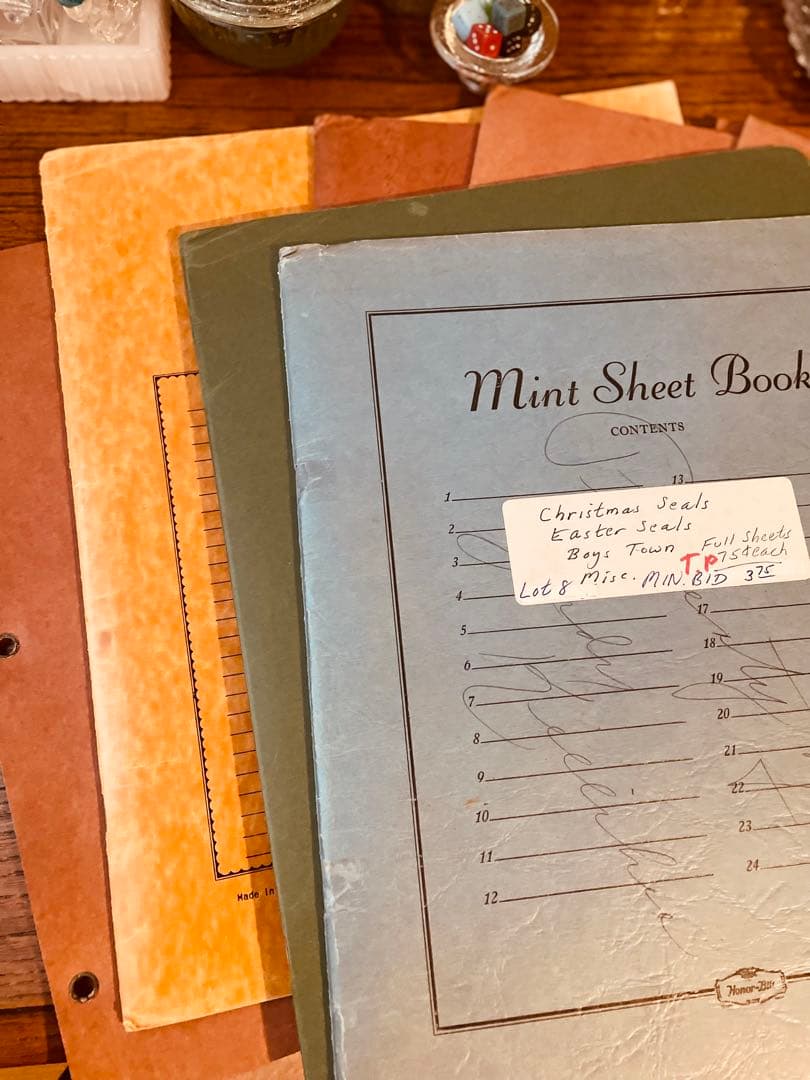 Mint Sheet Book
CONTENTS
1
2
3
4
5
6
7
8
9
10
11
12
13
17
18
19
20
21
22
23
24
Christmas Seals
Easter Seals
Boys Town
Misc.
Full Sheets
75¢ each
T.P
Lot 8
MIN. BID 3.75
Honor-Bilt
Made in